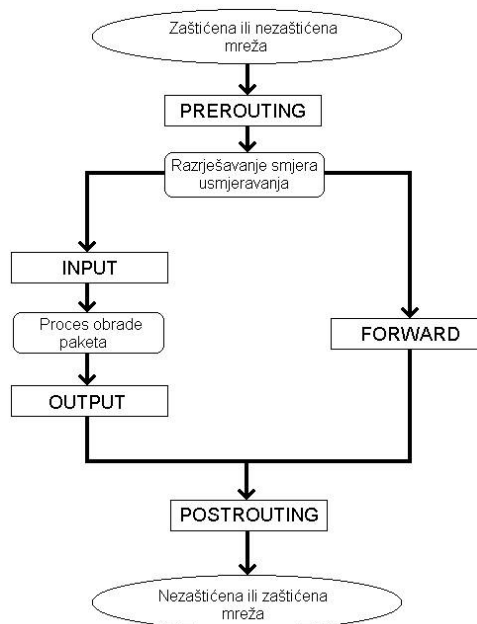 Zaštićena ili nezaštićena
mreža
PREROUTING
Razrješavanje smjera
usmjeravanja
INPUT
Proces obrade
paketa
FORWARD
OUTPUT
POSTROUTING
Nezaštićena ili zaštićena
mreža